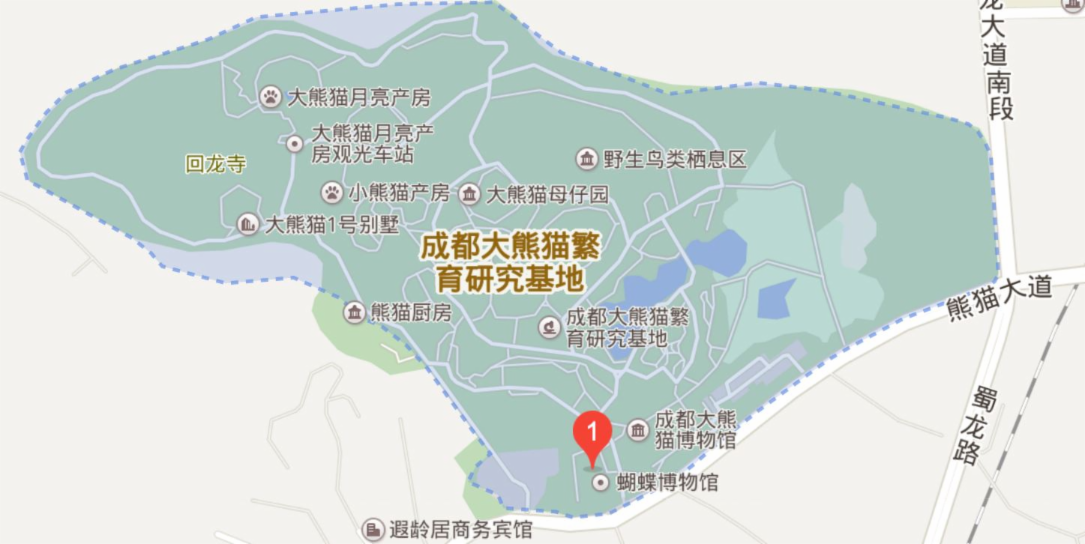 龙大道南段
大熊猫月亮产房
大熊猫月亮产
房观光车站
回龙寺
野生鸟类栖息区
小熊猫产房
大熊猫母仔园
大熊猫1号别墅
成都大熊猫繁
育研究基地
熊猫大道
熊猫厨房
成都大熊猫繁
育研究基地
蜀龙路
成都大熊
猫博物馆
1
蝴蝶博物馆
遐龄居商务宾馆